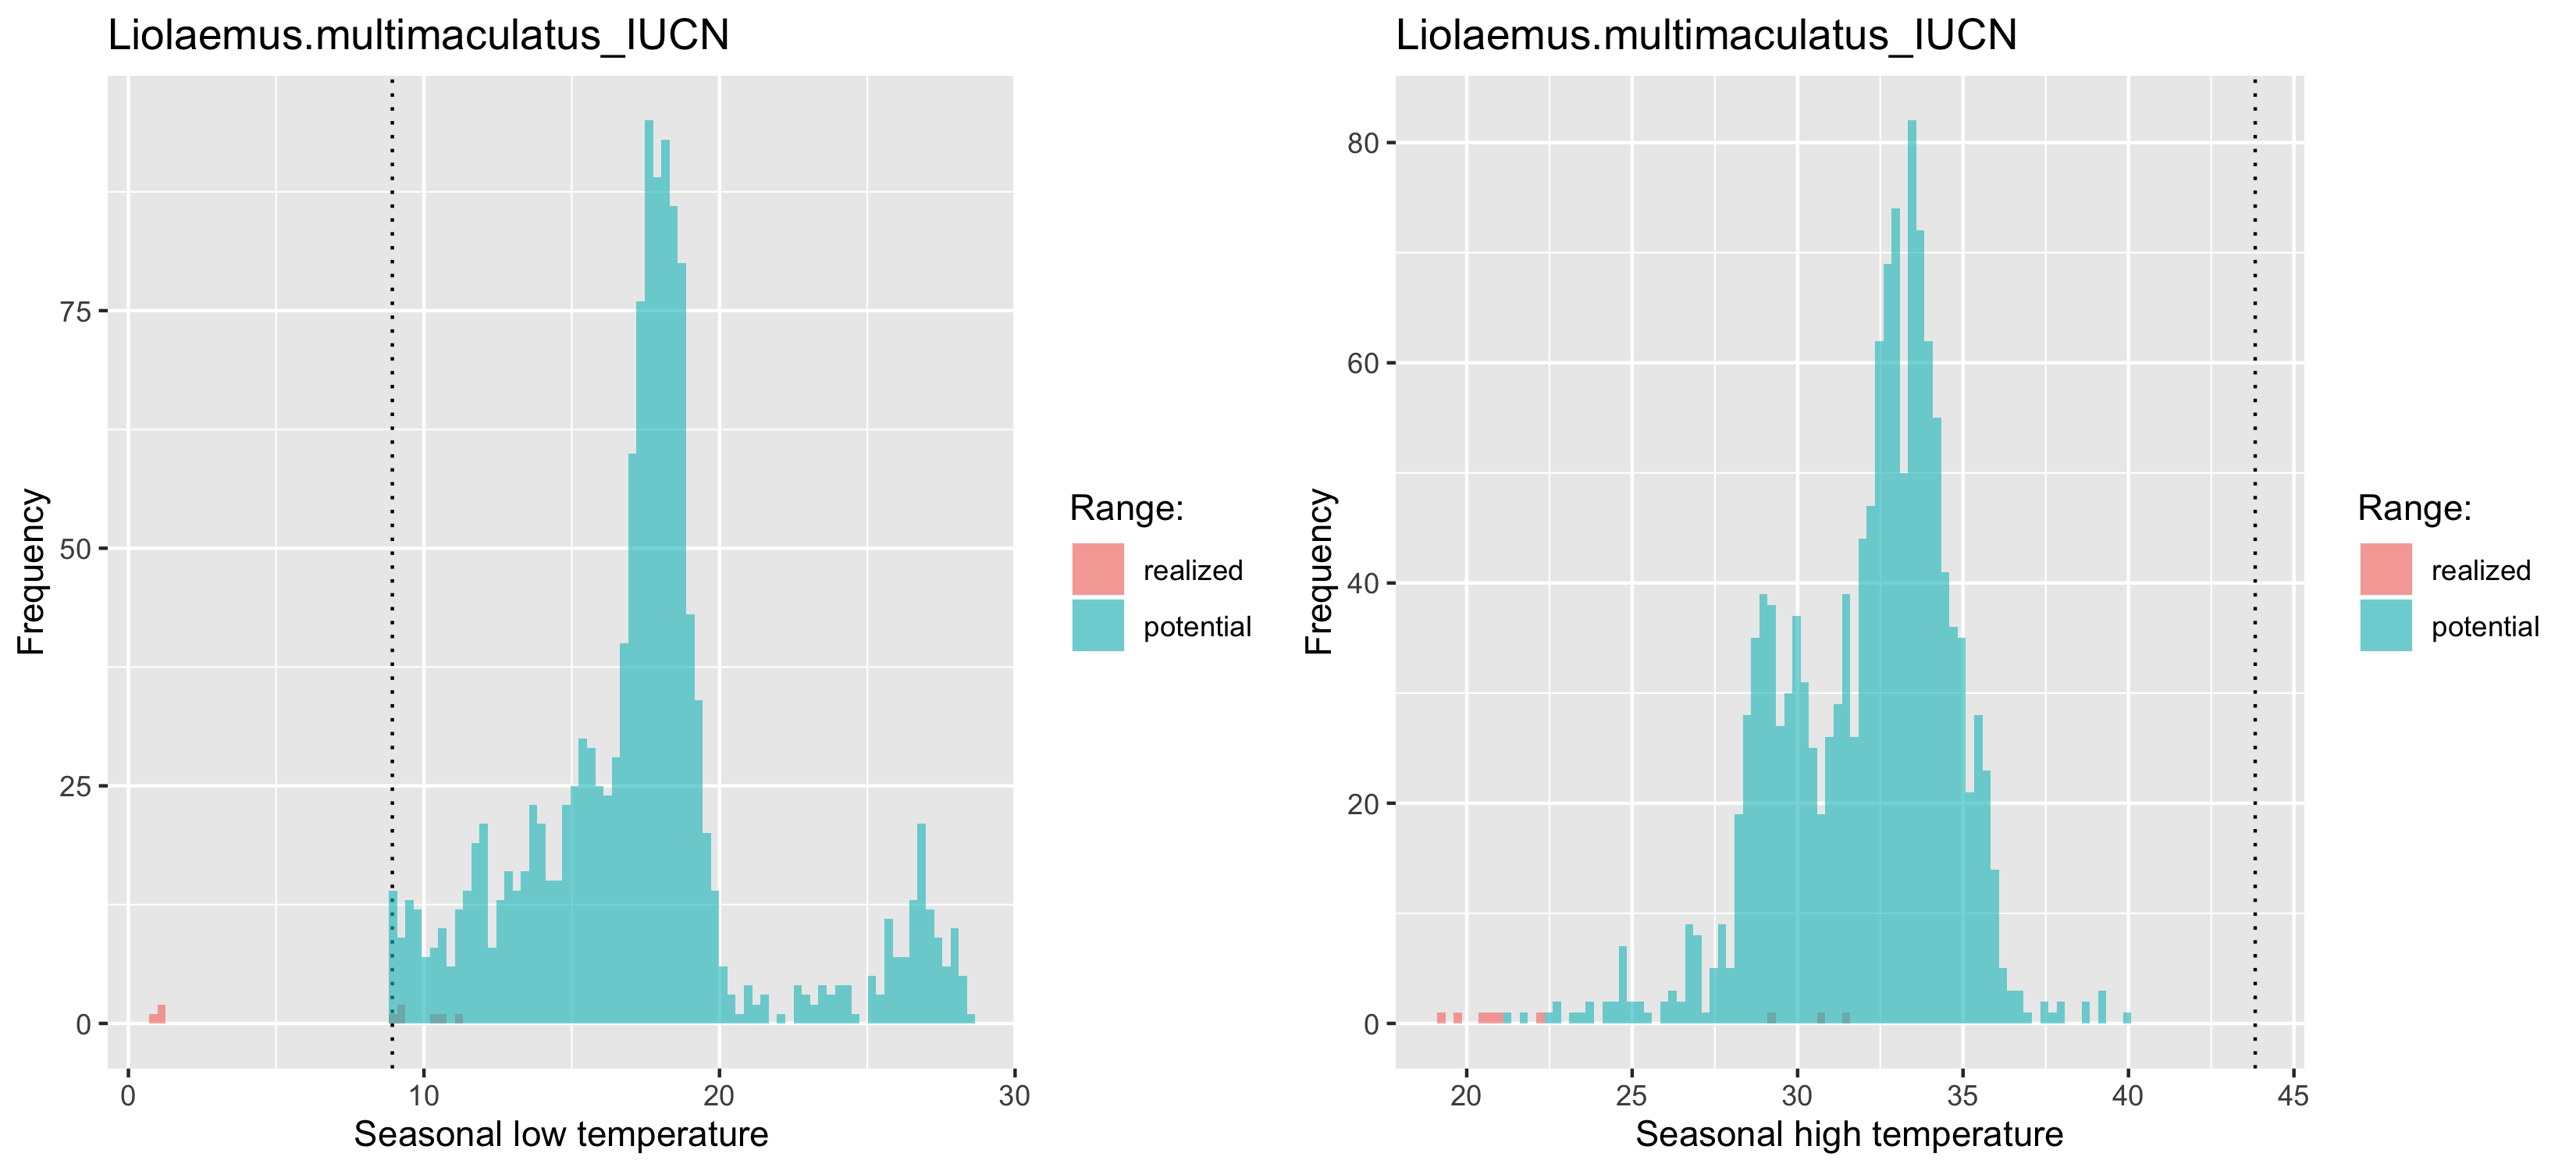 Liolaemus.multimaculatus_IUCN
75
50
25
0
Frequency
0 10 20 30
Seasonal low temperature
Range:
realized
potential
Liolaemus.multimaculatus_IUCN
80
60
40
20
0
Frequency
20 25 30 35 40 45
Seasonal high temperature
Range:
realized
potential